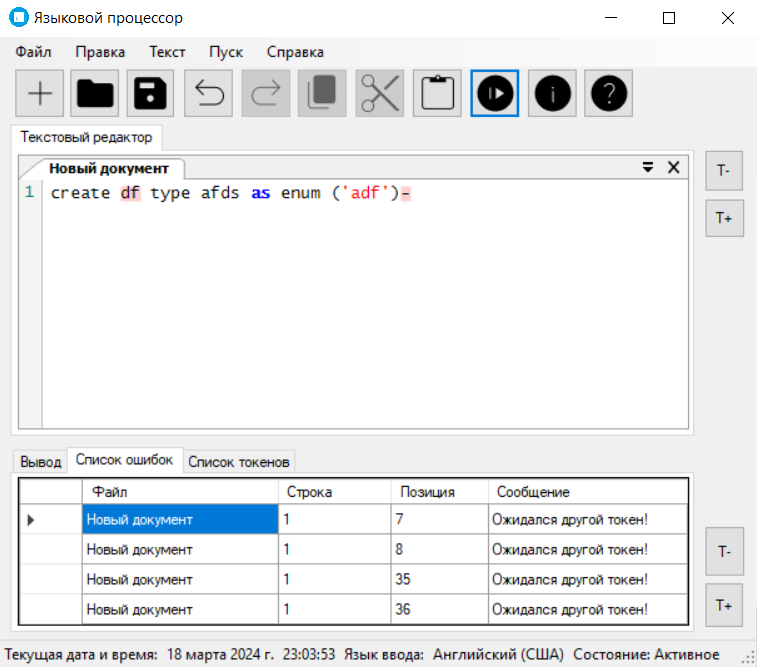 Языковой процессор
Файл Правка Текст Пуск Справка
Текстовый редактор
Новый документ
T-
1 create df type afds as enum ('adf')-
T+
Вывод Список ошибок Список токенов
Файл Строка Позиция Сообщение
Новый документ 1 7 Ожидался другой токен!
Новый документ 1 8 Ожидался другой токен!
T-
Новый документ 1 35 Ожидался другой токен!
Новый документ 1 36 Ожидался другой токен!
T+
Текущая дата и время: 18 марта 2024 г. 23:03:53 Язык ввода: Английский (США) Состояние: Активное